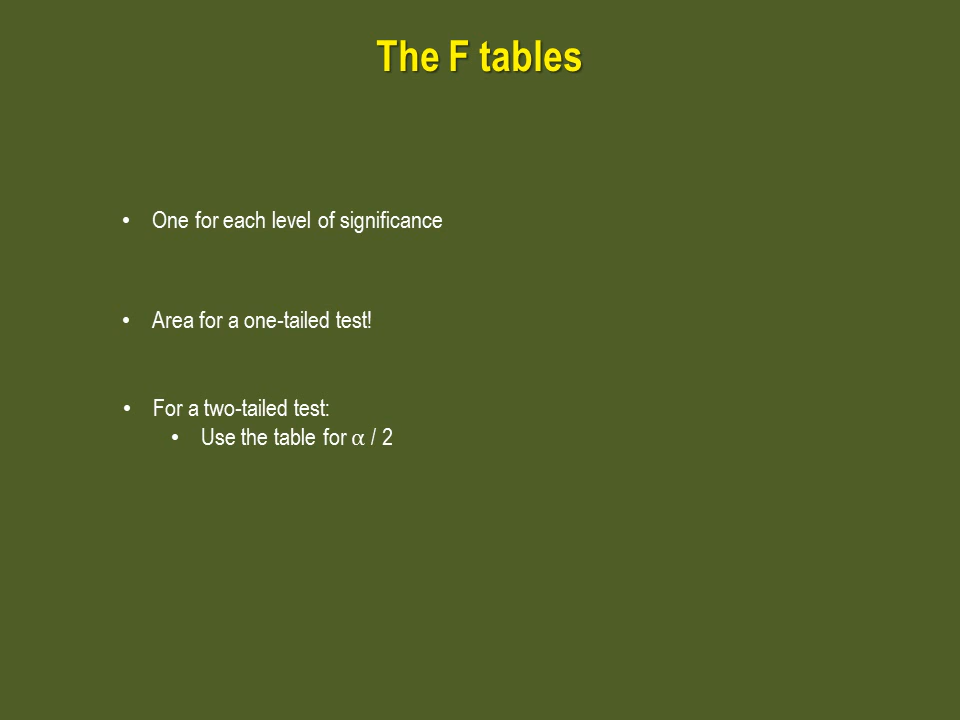 The F tables
• One for each level of significance
• Area for a one-tailed test!
• For a two-tailed test:
• Use the table for α / 2